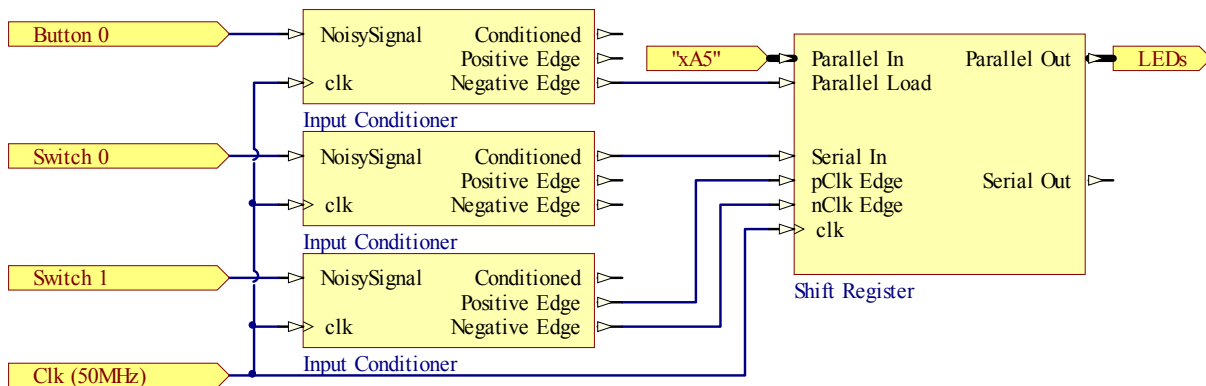 Button 0
NoisySignal
Conditioned
Positive Edge
clk
Negative Edge
Input Conditioner
Switch 0
NoisySignal
Conditioned
Positive Edge
clk
Negative Edge
Input Conditioner
Switch 1
NoisySignal
Conditioned
Positive Edge
clk
Negative Edge
Input Conditioner
Clk (50MHz)
"xA5"
Parallel In
Parallel Out
LEDs
Parallel Load
Serial In
pClk Edge
Serial Out
nClk Edge
clk
Shift Register